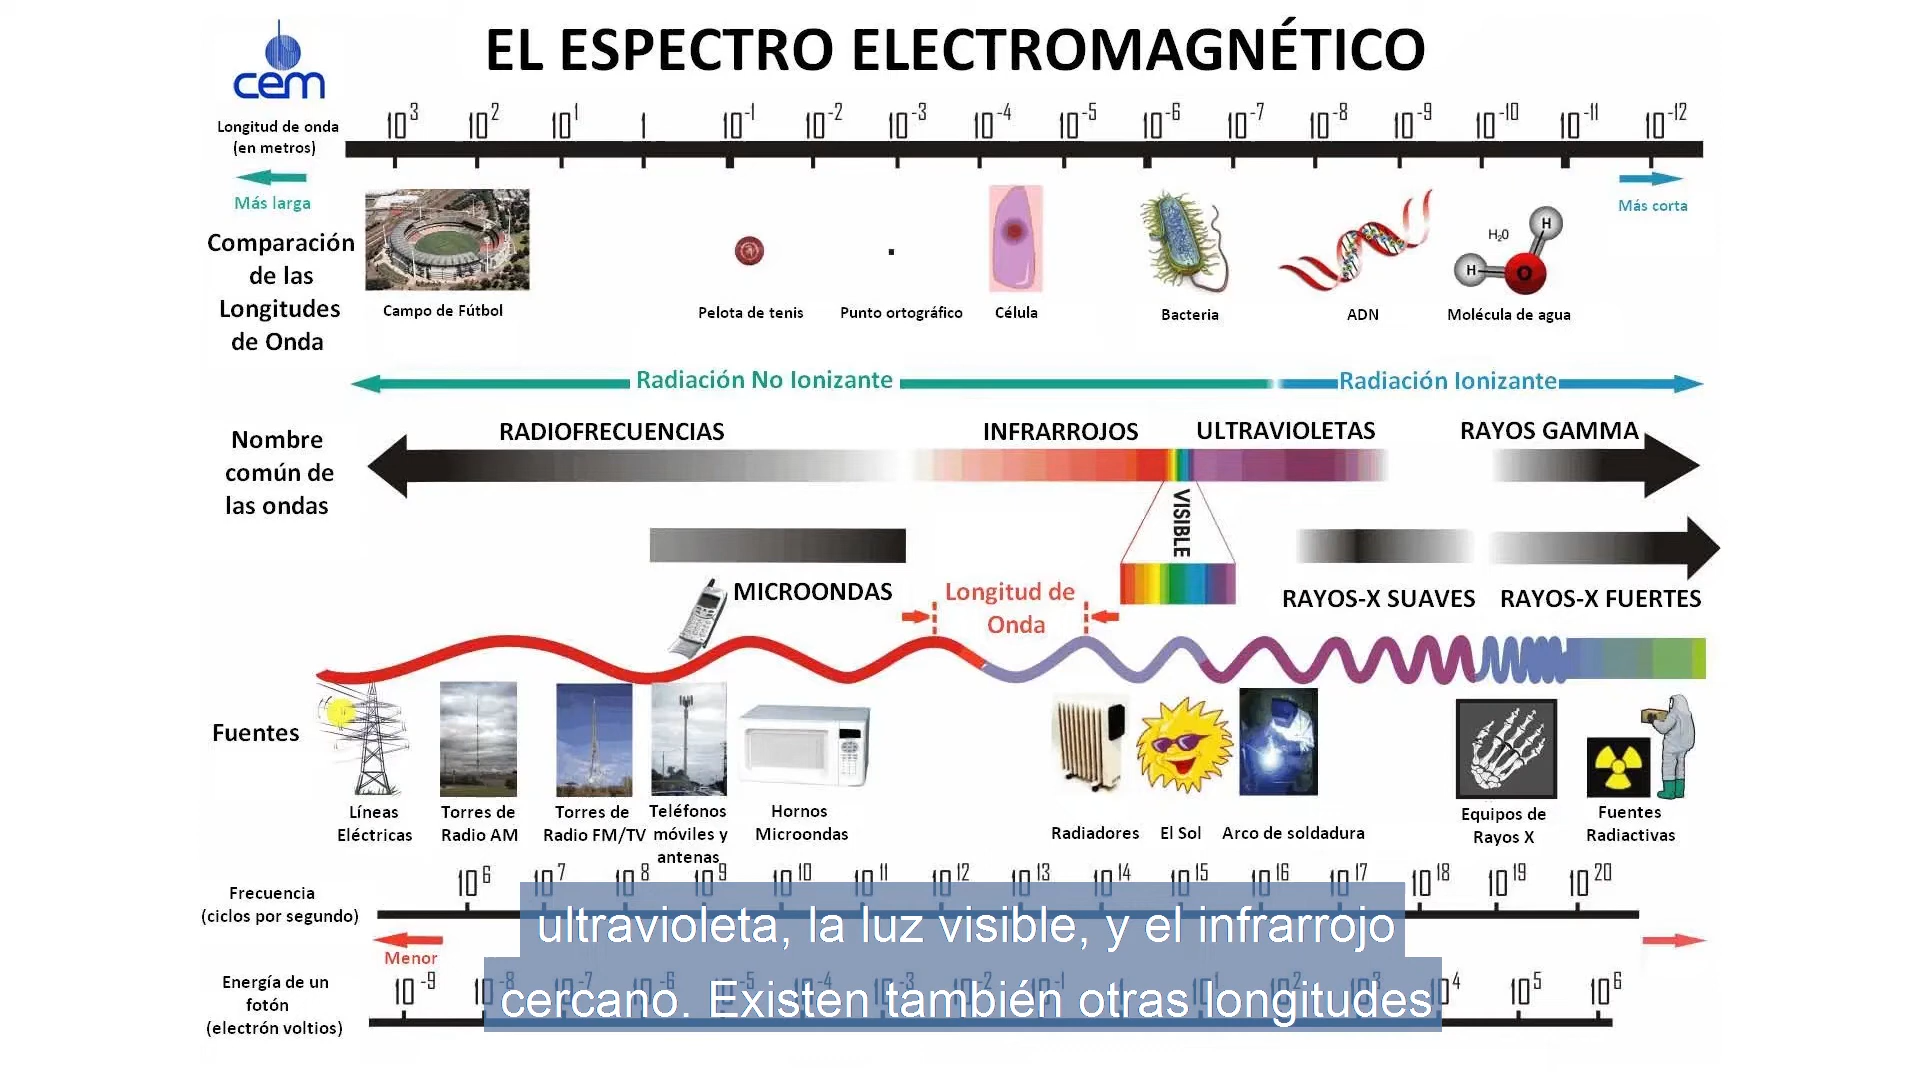 cem
EL ESPECTRO ELECTROMAGNÉTICO
Longitud de onda
(en metros)
10³ 10² 10¹ 1 10⁻¹ 10⁻² 10⁻³ 10⁻⁴ 10⁻⁵ 10⁻⁶ 10⁻⁷ 10⁻⁸ 10⁻⁹ 10⁻¹⁰ 10⁻¹¹ 10⁻¹²
Más larga
Más corta
Comparación
de las
Longitudes
de Onda
H₂O
H
H
O
Campo de Fútbol
Pelota de tenis
Punto ortográfico
Célula
Bacteria
ADN
Molécula de agua
Radiación No Ionizante
Radiación Ionizante
Nombre
común de
las ondas
RADIOFRECUENCIAS
INFRARROJOS
ULTRAVIOLETAS
RAYOS GAMMA
VISIBLE
MICROONDAS
Longitud de
Onda
RAYOS-X SUAVES
RAYOS-X FUERTES
Fuentes
Líneas
Eléctricas
Torres de
Radio AM
Torres de
Radio FM/TV
Teléfonos
móviles y
antenas
Hornos
Microondas
Radiadores
El Sol
Arco de soldadura
Equipos de
Rayos X
Fuentes
Radiactivas
Frecuencia
(ciclos por segundo)
10⁶ 10⁷ 10⁸ 10⁹ 10¹⁰ 10¹¹ 10¹² 10¹³ 10¹⁴ 10¹⁵ 10¹⁶ 10¹⁷ 10¹⁸ 10¹⁹ 10²⁰
Menor
Energía de un
fotón
(electrón voltios)
10⁻⁹ 10⁻⁸ 10⁻⁷ 10⁻⁶ 10⁴ 10⁵ 10⁶
ultravioleta, la luz visible, y el infrarrojo
cercano. Existen también otras longitudes